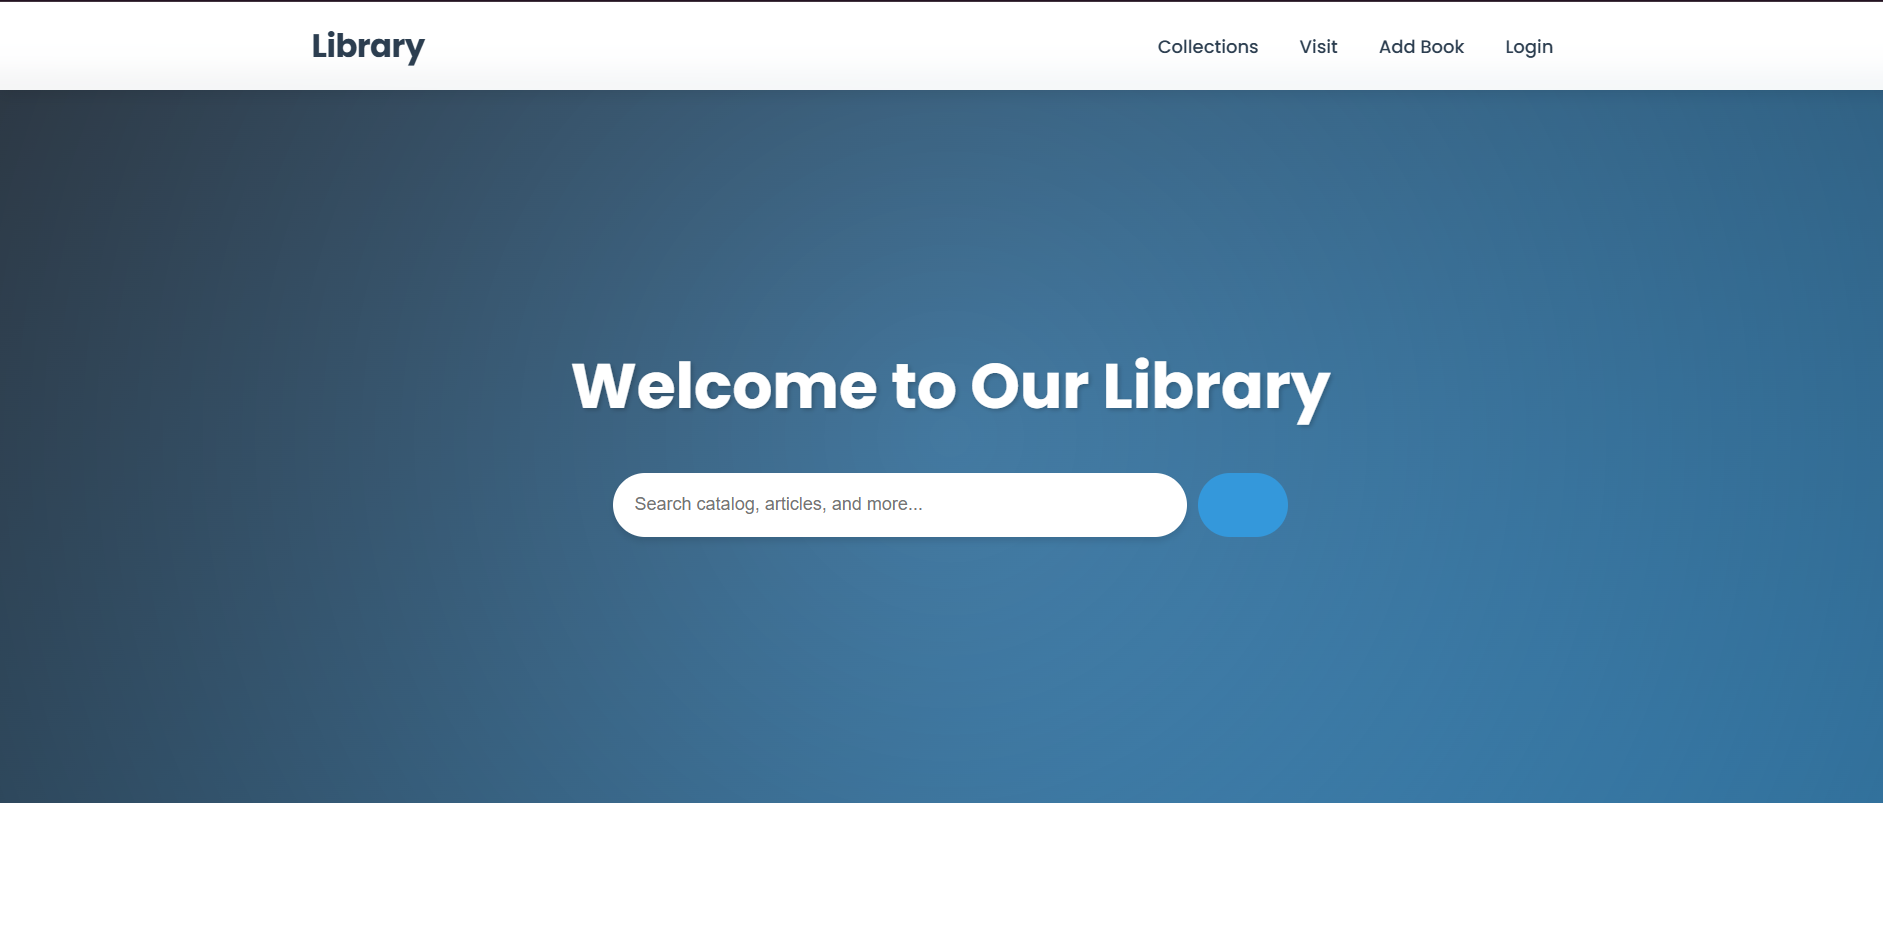 Library
Collections
Visit
Add Book
Login
Welcome to Our Library
Search catalog, articles, and more...